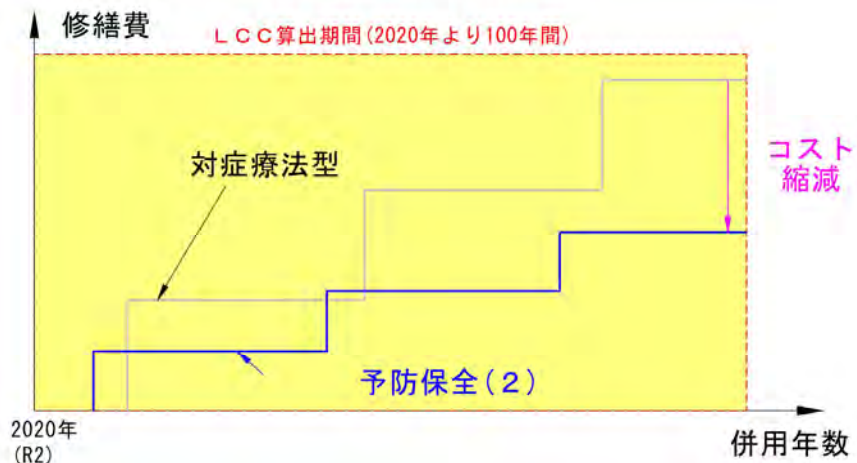 修繕費
ＬＣＣ算出期間(2020年より100年間)
対症療法型
コスト
縮減
予防保全(２)
2020年
(R2)
併用年数